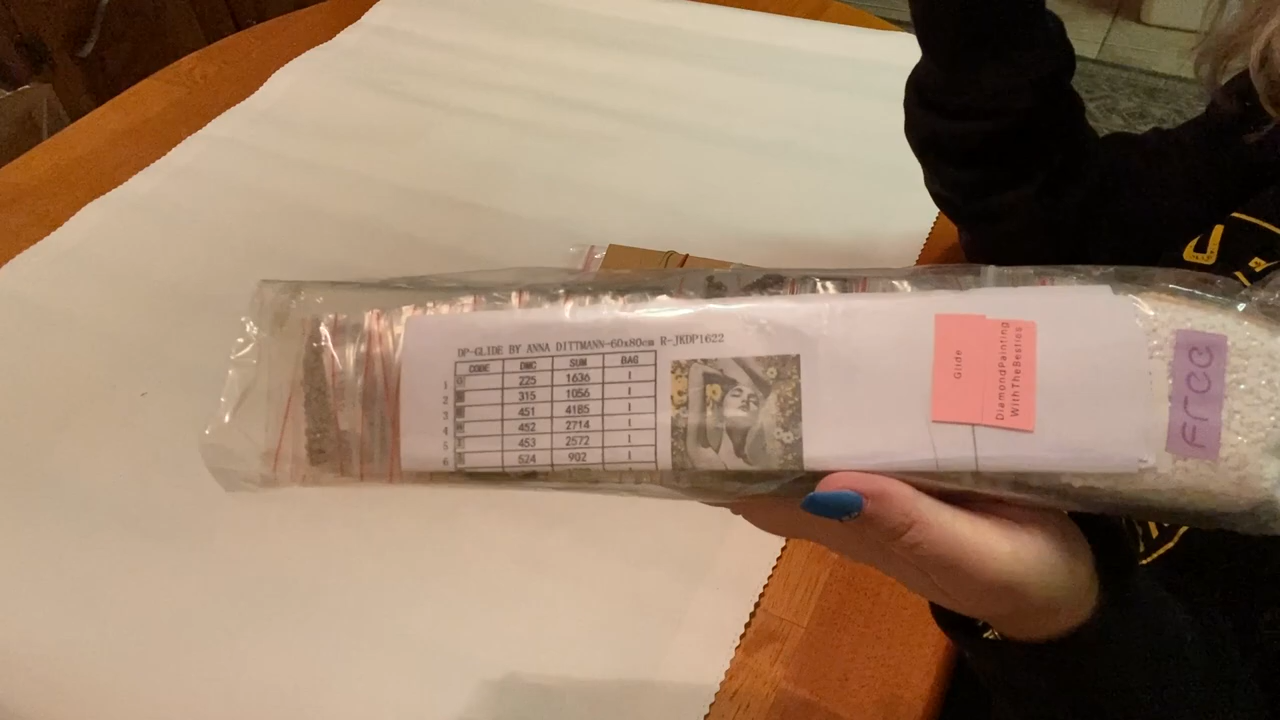 DP-GLIDE BY ANNA DITTMANN-60x80cm R-JKDP1622
CODE DMC SUM BAG
1 225 1636 1
2 315 1056 1
3 451 4185 1
4 452 2714 1
5 453 2572 1
6 524 902 1
Glide
DiamondPainting
WithTheBesties
Free